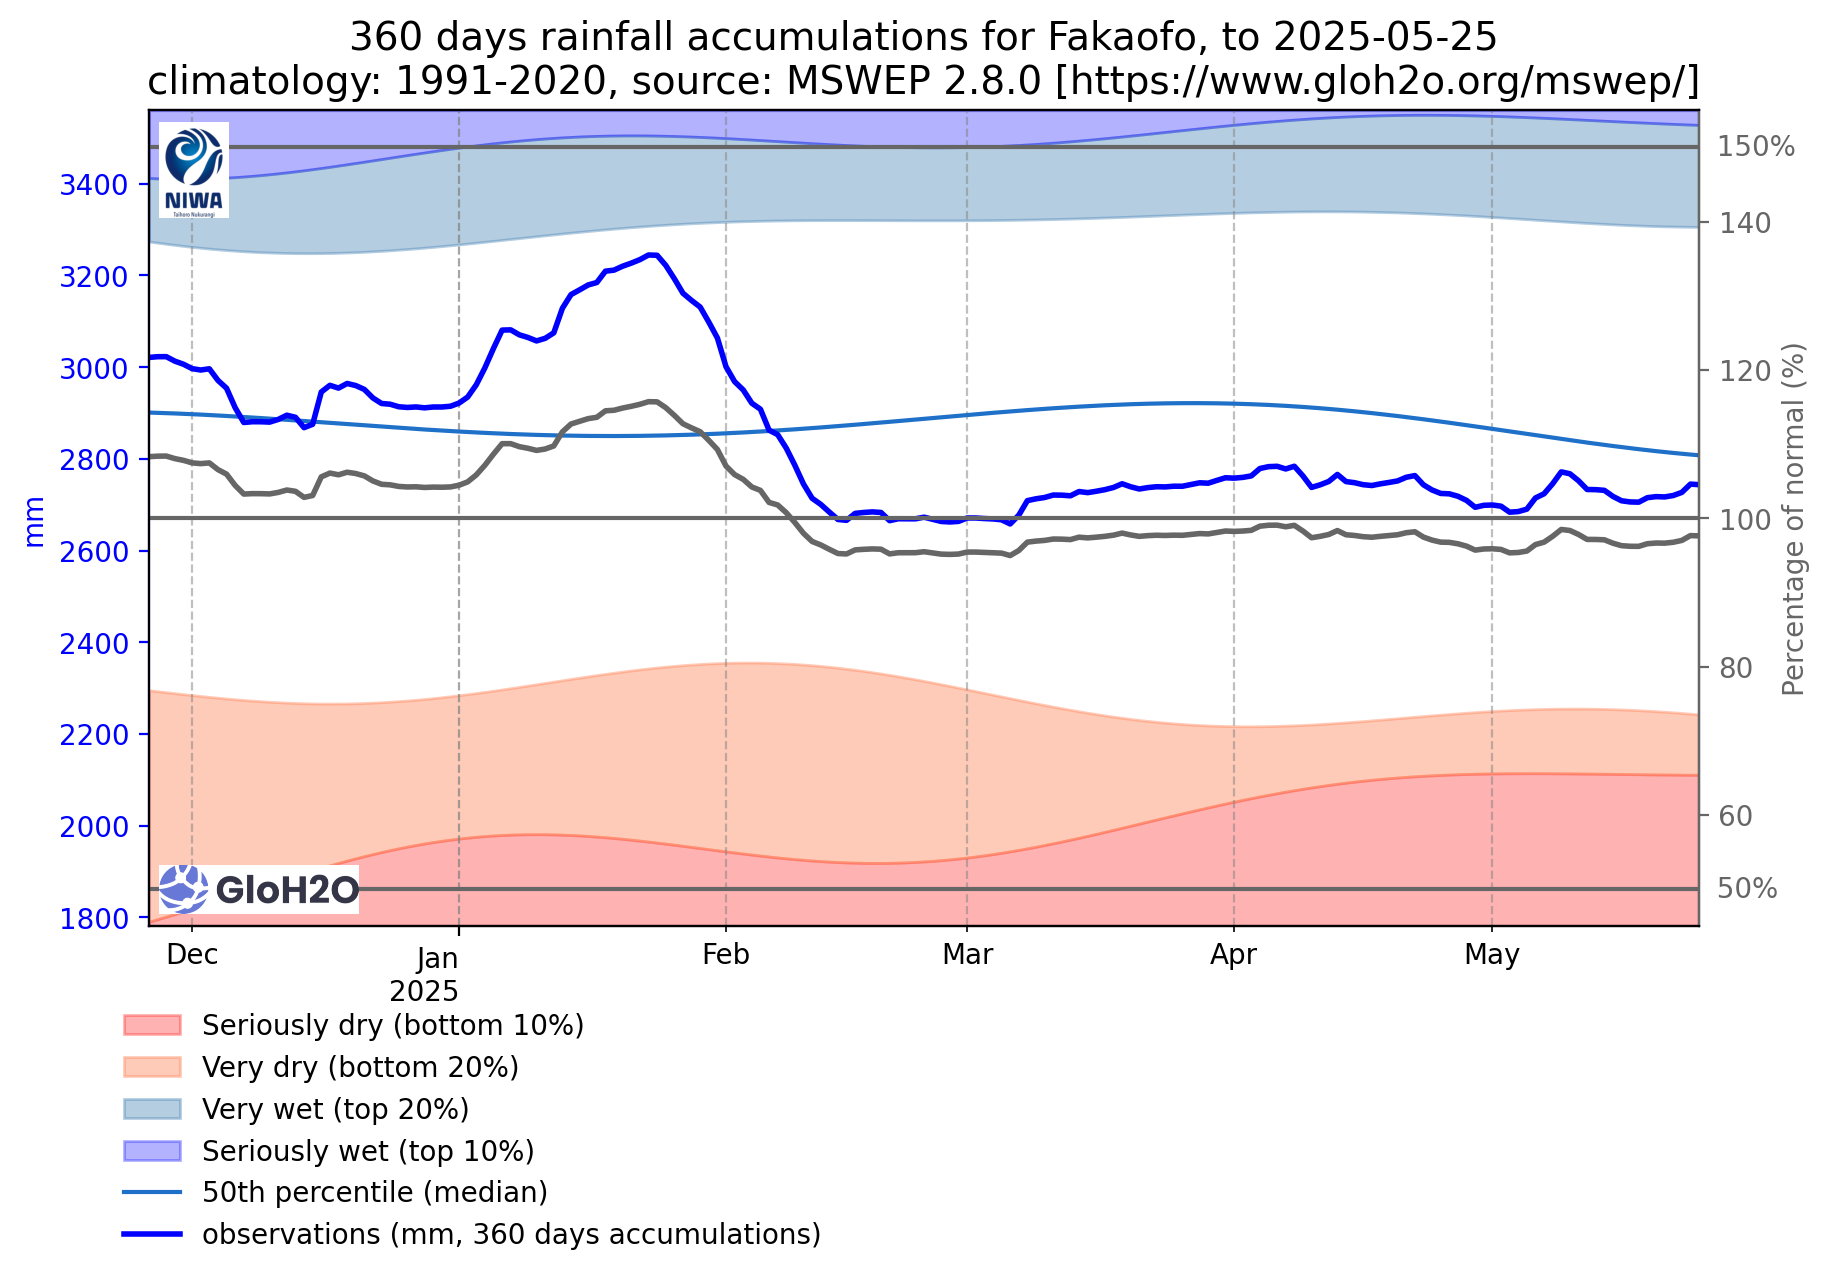 360 days rainfall accumulations for Fakaofo, to 2025-05-25
climatology: 1991-2020, source: MSWEP 2.8.0 [https://www.gloh2o.org/mswep/]
150%
NIWA
Taihoro Nukurangi
3400
140
3200
3000
120
2800
mm
100
Percentage of normal (%)
2600
2400
80
2200
2000
60
GloH2O
50%
1800
Dec
Jan
2025
Feb
Mar
Apr
May
Seriously dry (bottom 10%)
Very dry (bottom 20%)
Very wet (top 20%)
Seriously wet (top 10%)
50th percentile (median)
observations (mm, 360 days accumulations)